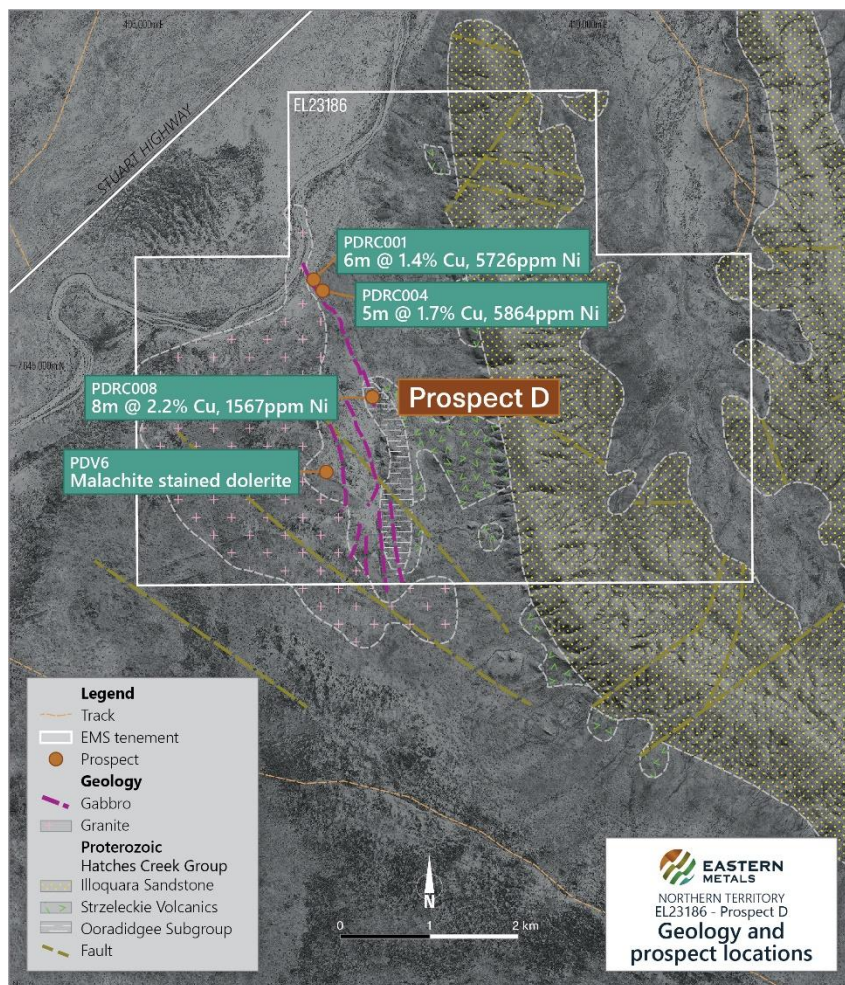 405,000mE
410,000mE
EL23186
STUART HIGHWAY
PDRC001
6m @ 1.4% Cu, 5726ppm Ni
PDRC004
5m @ 1.7% Cu, 5864ppm Ni
7,645,000mN
PDRC008
8m @ 2.2% Cu, 1567ppm Ni
Prospect D
PDV6
Malachite stained dolerite
Legend
Track
EMS tenement
Prospect
Geology
Gabbro
Granite
Proterozoic
Hatches Creek Group
Illoquara Sandstone
Strzeleckie Volcanics
Ooradidgee Subgroup
Fault
N
0 1 2 km
EASTERN
METALS
NORTHERN TERRITORY
EL23186 - Prospect D
Geology and
prospect locations